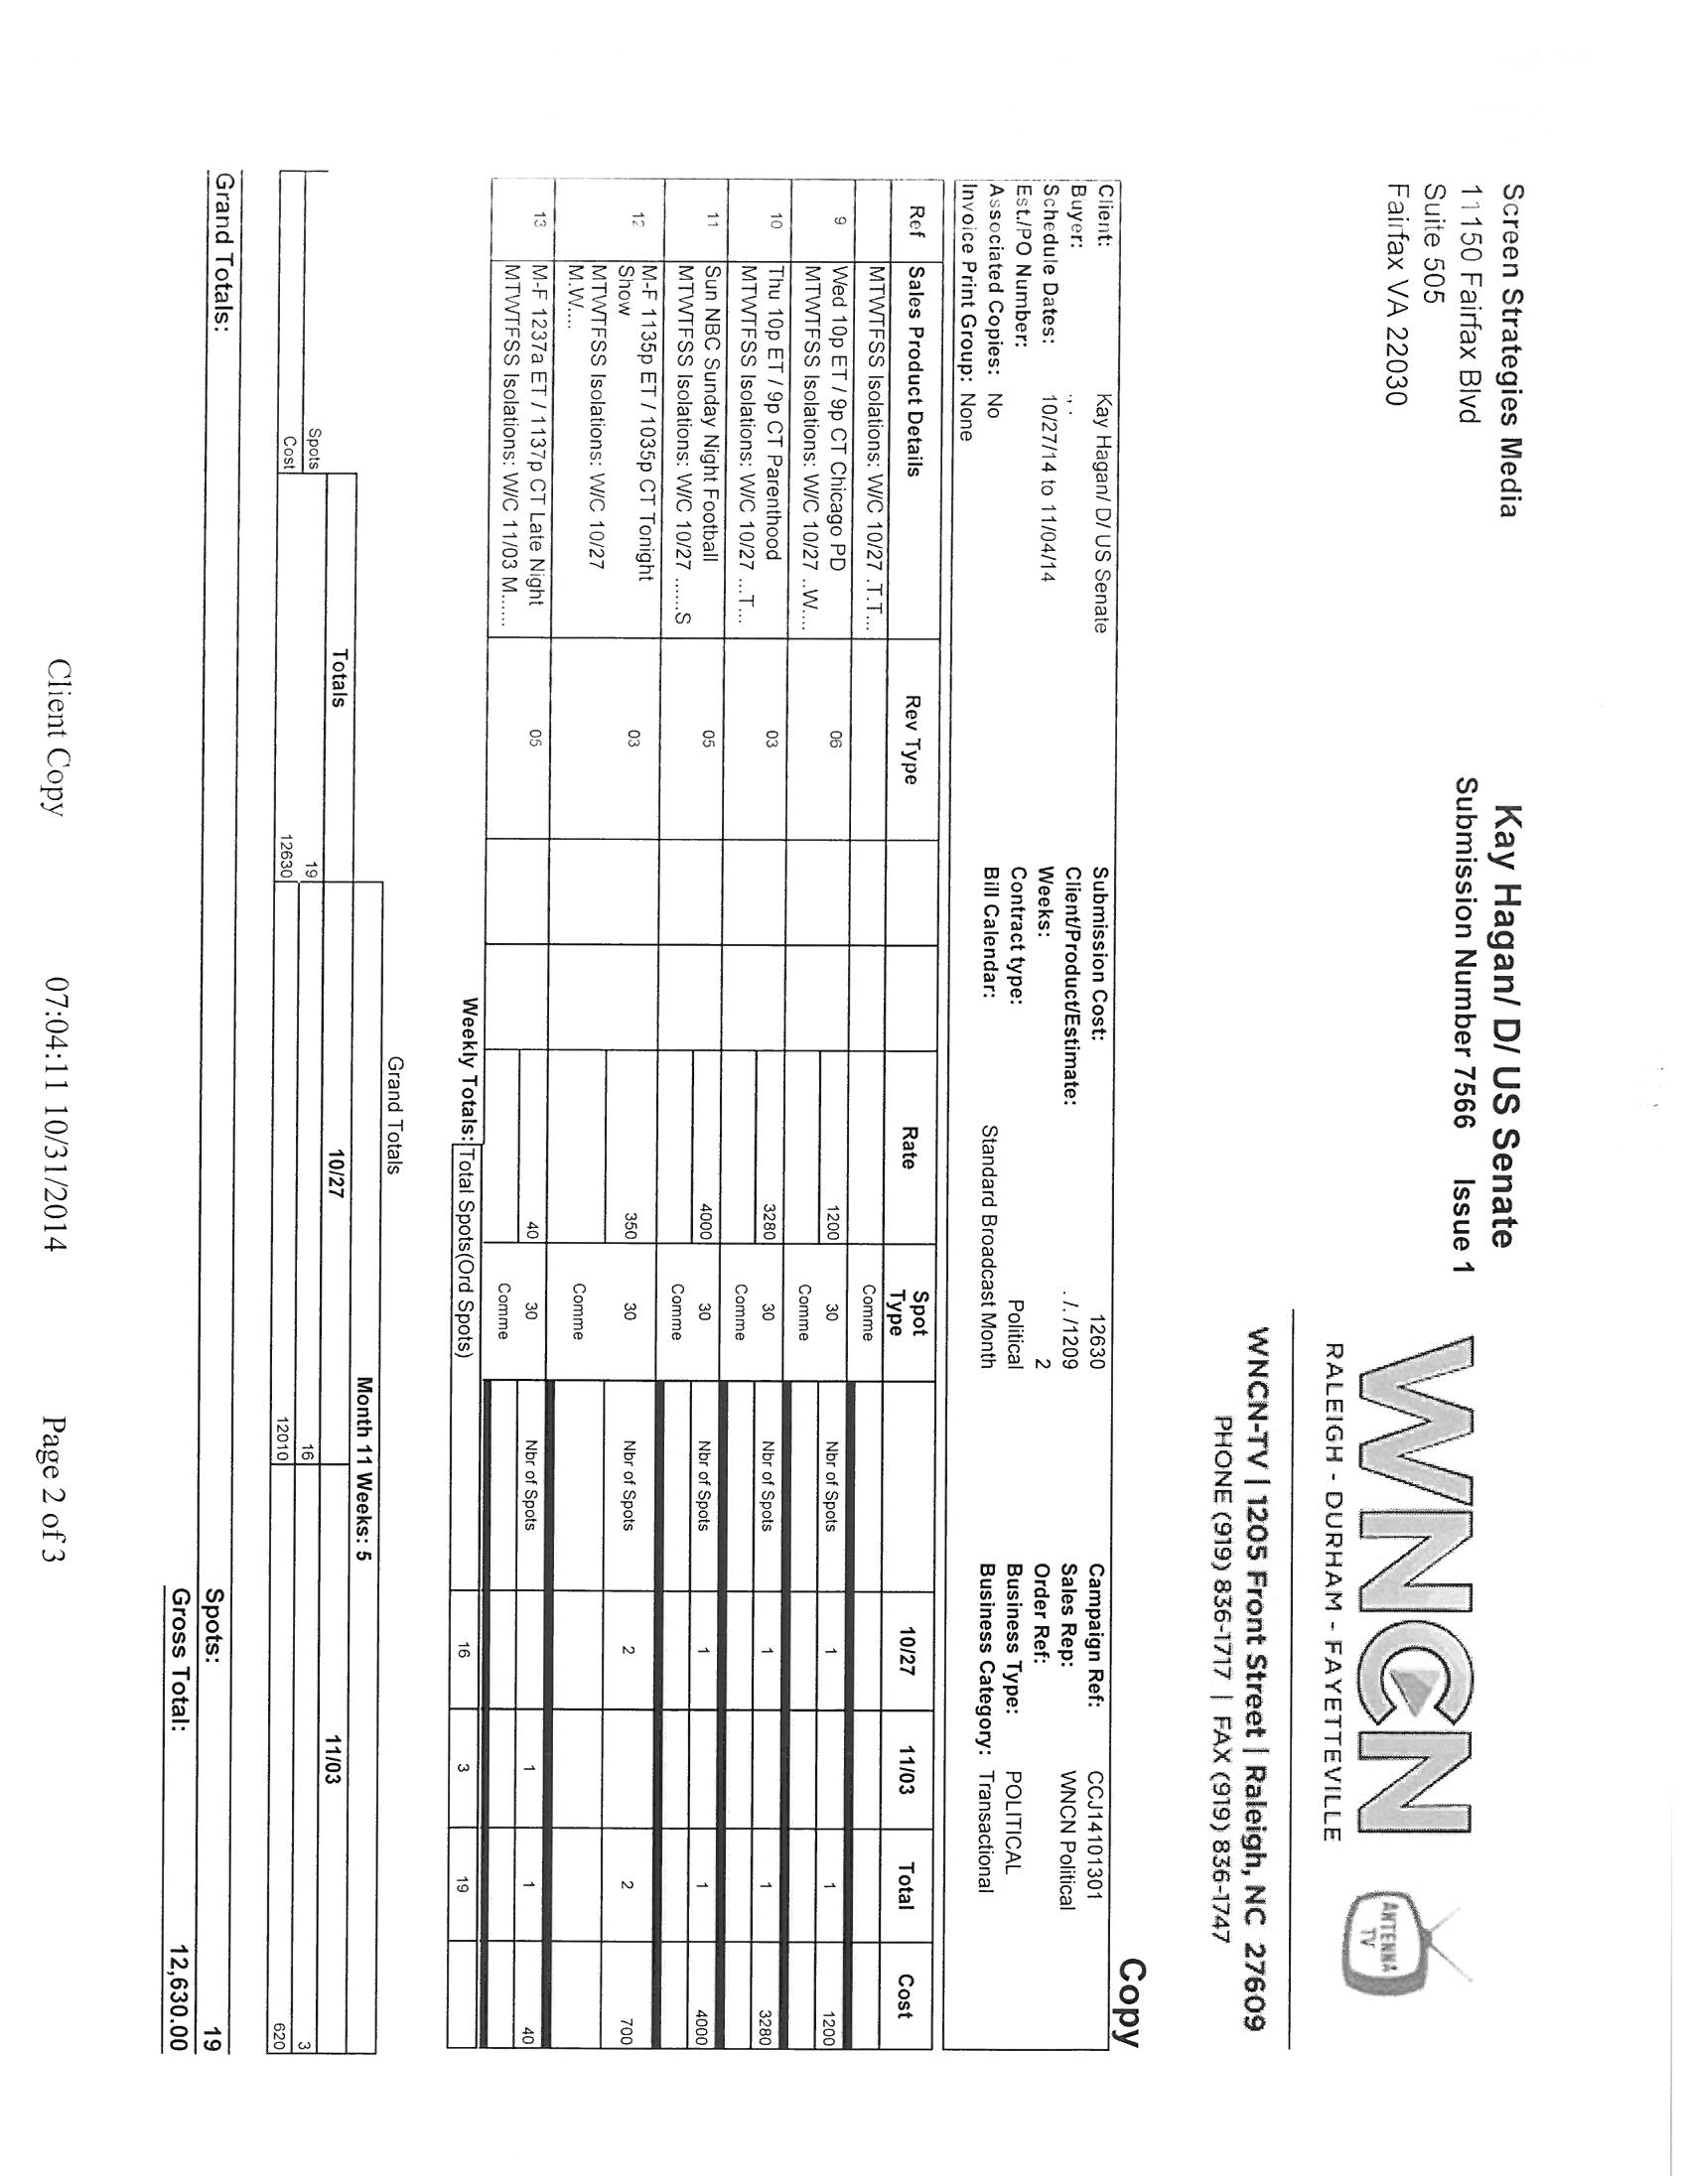 Screen Strategies Media
11150 Fairfax Blvd
Suite 505
Fairfax VA 22030
Kay Hagan/ D/ US Senate
Submission Number 7566 Issue 1
WNCN
ANTENNA TV
RALEIGH - DURHAM - FAYETTEVILLE
WNCN-TV | 1205 Front Street | Raleigh, NC 27609
PHONE (919) 836-1717 | FAX (919) 836-1747
Copy
Client: Kay Hagan/ D/ US Senate Submission Cost: 12630 Campaign Ref: CCJ14101301
Buyer: ., . Client/Product/Estimate: . /. /1209 Sales Rep: WNCN Political
Schedule Dates: 10/27/14 to 11/04/14 Weeks: 2 Order Ref:
Est./PO Number: Contract type: Political Business Type: POLITICAL
Associated Copies: No Bill Calendar: Standard Broadcast Month Business Category: Transactional
Invoice Print Group: None
Ref Sales Product Details Rev Type Rate Spot Type 10/27 11/03 Total Cost
MTWTFSS Isolations: W/C 10/27 .T.T... Comme
9 Wed 10p ET / 9p CT Chicago PD 06 1200 30 Nbr of Spots 1 1 1200
MTWTFSS Isolations: W/C 10/27 ..W.... Comme
10 Thu 10p ET / 9p CT Parenthood 03 3280 30 Nbr of Spots 1 1 3280
MTWTFSS Isolations: W/C 10/27 ...T... Comme
11 Sun NBC Sunday Night Football 05 4000 30 Nbr of Spots 1 1 4000
MTWTFSS Isolations: W/C 10/27 ......S Comme
12 M-F 1135p ET / 1035p CT Tonight 03 350 30 Nbr of Spots 2 2 700
Show
MTWTFSS Isolations: W/C 10/27 Comme
M.W....
13 M-F 1237a ET / 1137p CT Late Night 05 40 30 Nbr of Spots 1 1 40
MTWTFSS Isolations: W/C 11/03 M...... Comme
Weekly Totals: Total Spots(Ord Spots) 16 3 19
Grand Totals
Month 11 Weeks: 5
Totals 10/27 11/03
Spots 19 16 3
Cost 12630 12010 620
Grand Totals: Spots: 19
Gross Total: 12,630.00
Client Copy 07:04:11 10/31/2014 Page 2 of 3